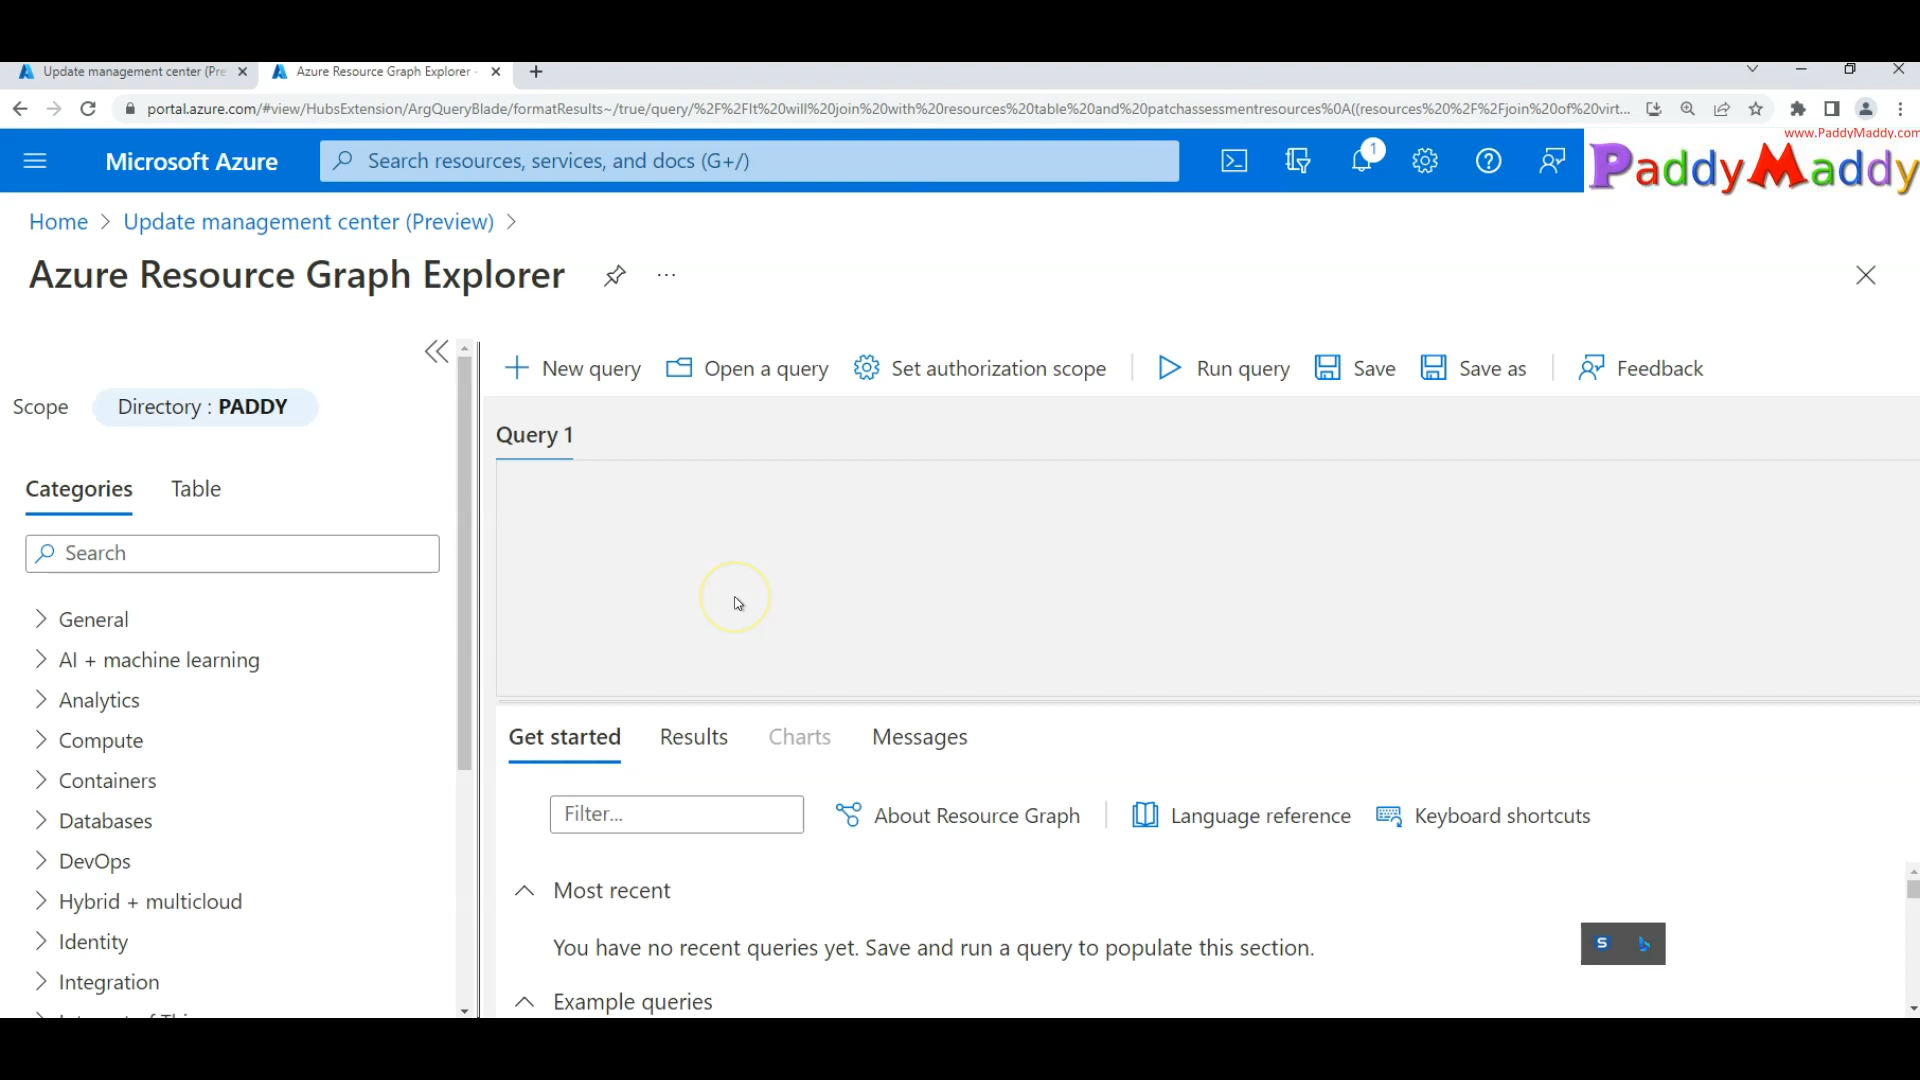 Update management center (Pre
Azure Resource Graph Explorer -
portal.azure.com/#view/HubsExtension/ArgQueryBlade/formatResults~/true/query/%2F%2FIt%20will%20join%20with%20resources%20table%20and%20patchassessmentresources%0A((resources%20%2F%2Fjoin%20of%20virt...
www.PaddyMaddy.com
Microsoft Azure
Search resources, services, and docs (G+/)
1
PaddyMaddy
Home > Update management center (Preview) >
Azure Resource Graph Explorer
...
New query
Open a query
Set authorization scope
Run query
Save
Save as
Feedback
Scope
Directory : PADDY
Query 1
Categories
Table
Search
General
AI + machine learning
Analytics
Compute
Containers
Databases
DevOps
Hybrid + multicloud
Identity
Integration
Get started
Results
Charts
Messages
Filter...
About Resource Graph
Language reference
Keyboard shortcuts
Most recent
You have no recent queries yet. Save and run a query to populate this section.
S
Example queries